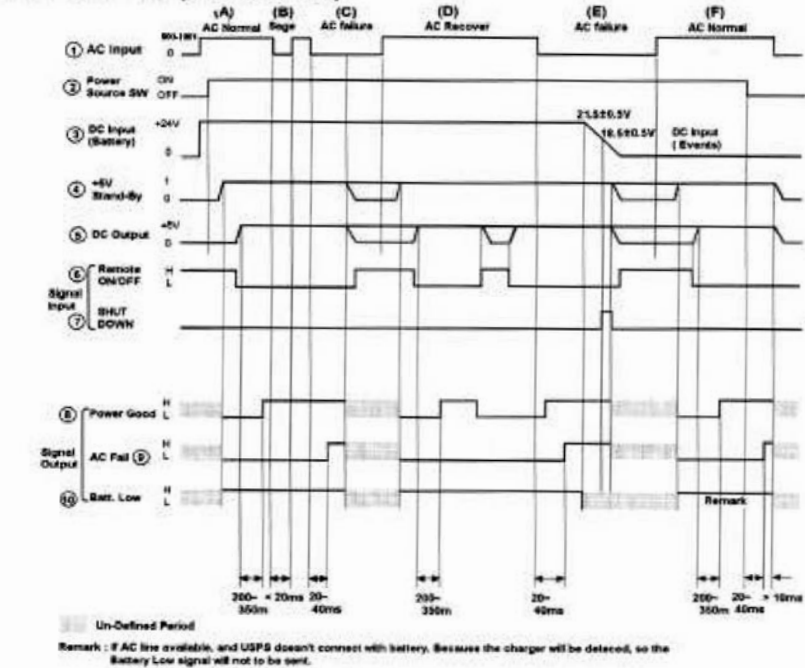 (A) (B) (C) (D) (E) (F)
AC Normal Sege AC failure AC Recover AC failure AC Normal
① AC Input 0
② Power Source SW ON OFF
③ DC Input (Battery) +24V 0
21.5±0.5V
18.5±0.5V
DC Input ( Events)
④ +5V Stand-By 1 0
⑤ DC Output +5V 0
Signal Input
⑥ Remote ON/OFF H L
⑦ SHUT DOWN
Signal Output
⑧ Power Good H L
AC Fail ⑨ H L
⑩ Batt. Low H L
Remark
200~ 350m < 20ms 20~ 40ms 200~ 350m 20~ 40ms 200~ 350m 20~ 40ms > 10ms
Un-Defined Period
Remark : If AC line available, and USPS doesn't connect with battery. Because the charger will be deteced, so the
Battery Low signal will not to be sent.